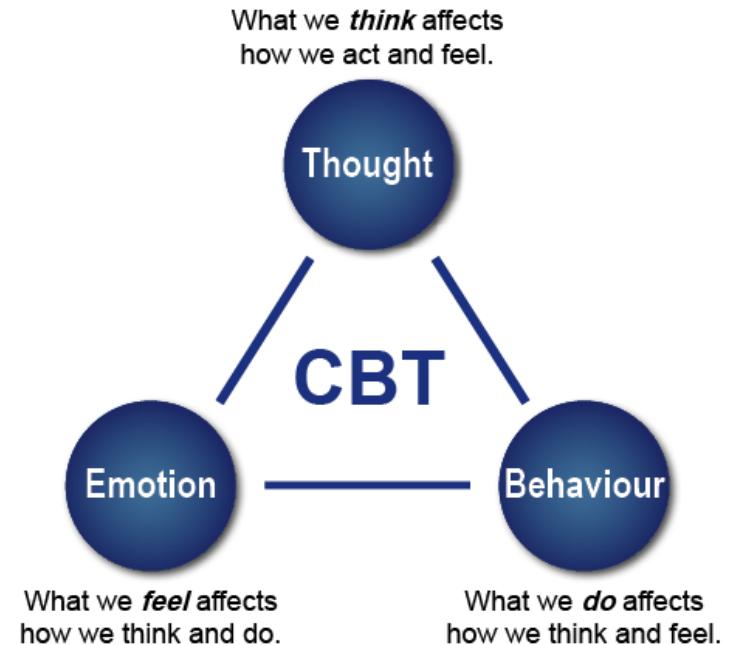 What we think affects
how we act and feel.
Thought
CBT
Emotion
Behaviour
What we feel affects
how we think and do.
What we do affects
how we think and feel.